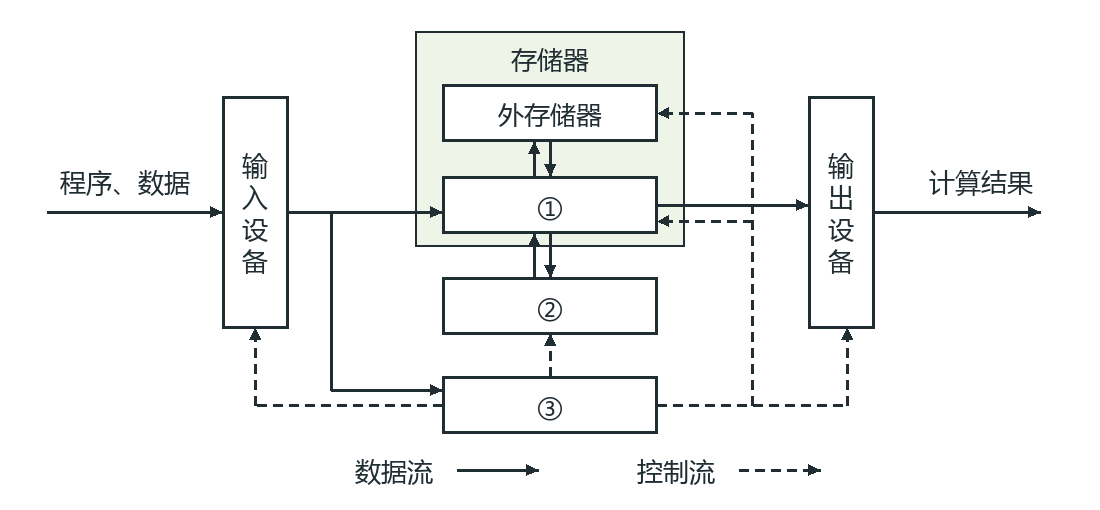 存储器
外存储器
输入设备
程序、数据
①
输出设备
计算结果
②
③
数据流
控制流